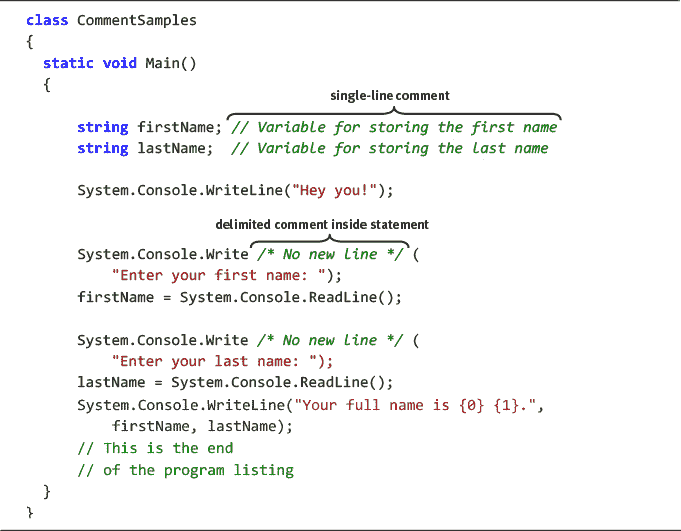 class CommentSamples
{
static void Main()
{
single-line comment
string firstName; // Variable for storing the first name
string lastName;  // Variable for storing the last name
System.Console.WriteLine("Hey you!");
delimited comment inside statement
System.Console.Write /* No new line */ (
"Enter your first name: ");
firstName = System.Console.ReadLine();
System.Console.Write /* No new line */ (
"Enter your last name: ");
lastName = System.Console.ReadLine();
System.Console.WriteLine("Your full name is {0} {1}.",
firstName, lastName);
// This is the end
// of the program listing
}
}